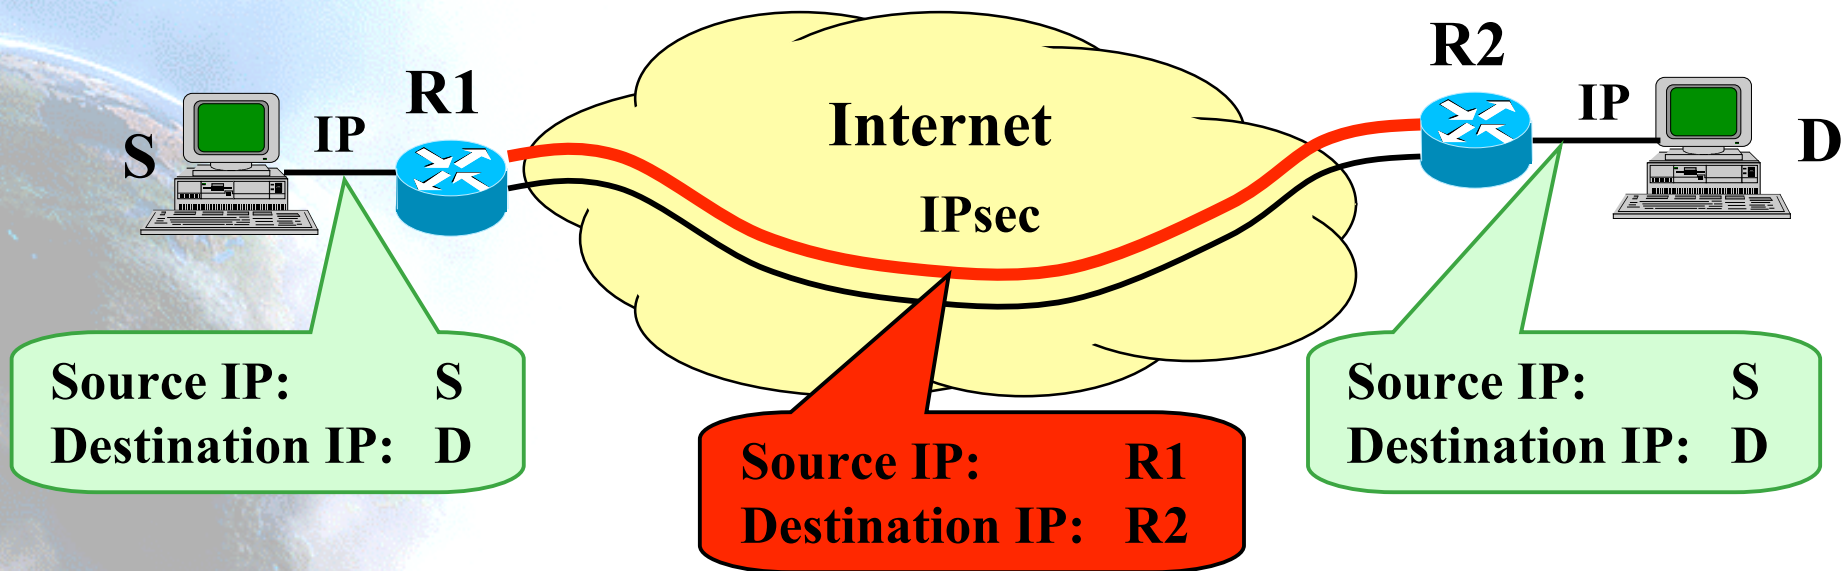 R2
R1
Internet
IP
IP
S
D
IPsec
Source IP: S
Destination IP: D
Source IP: R1
Destination IP: R2
Source IP: S
Destination IP: D